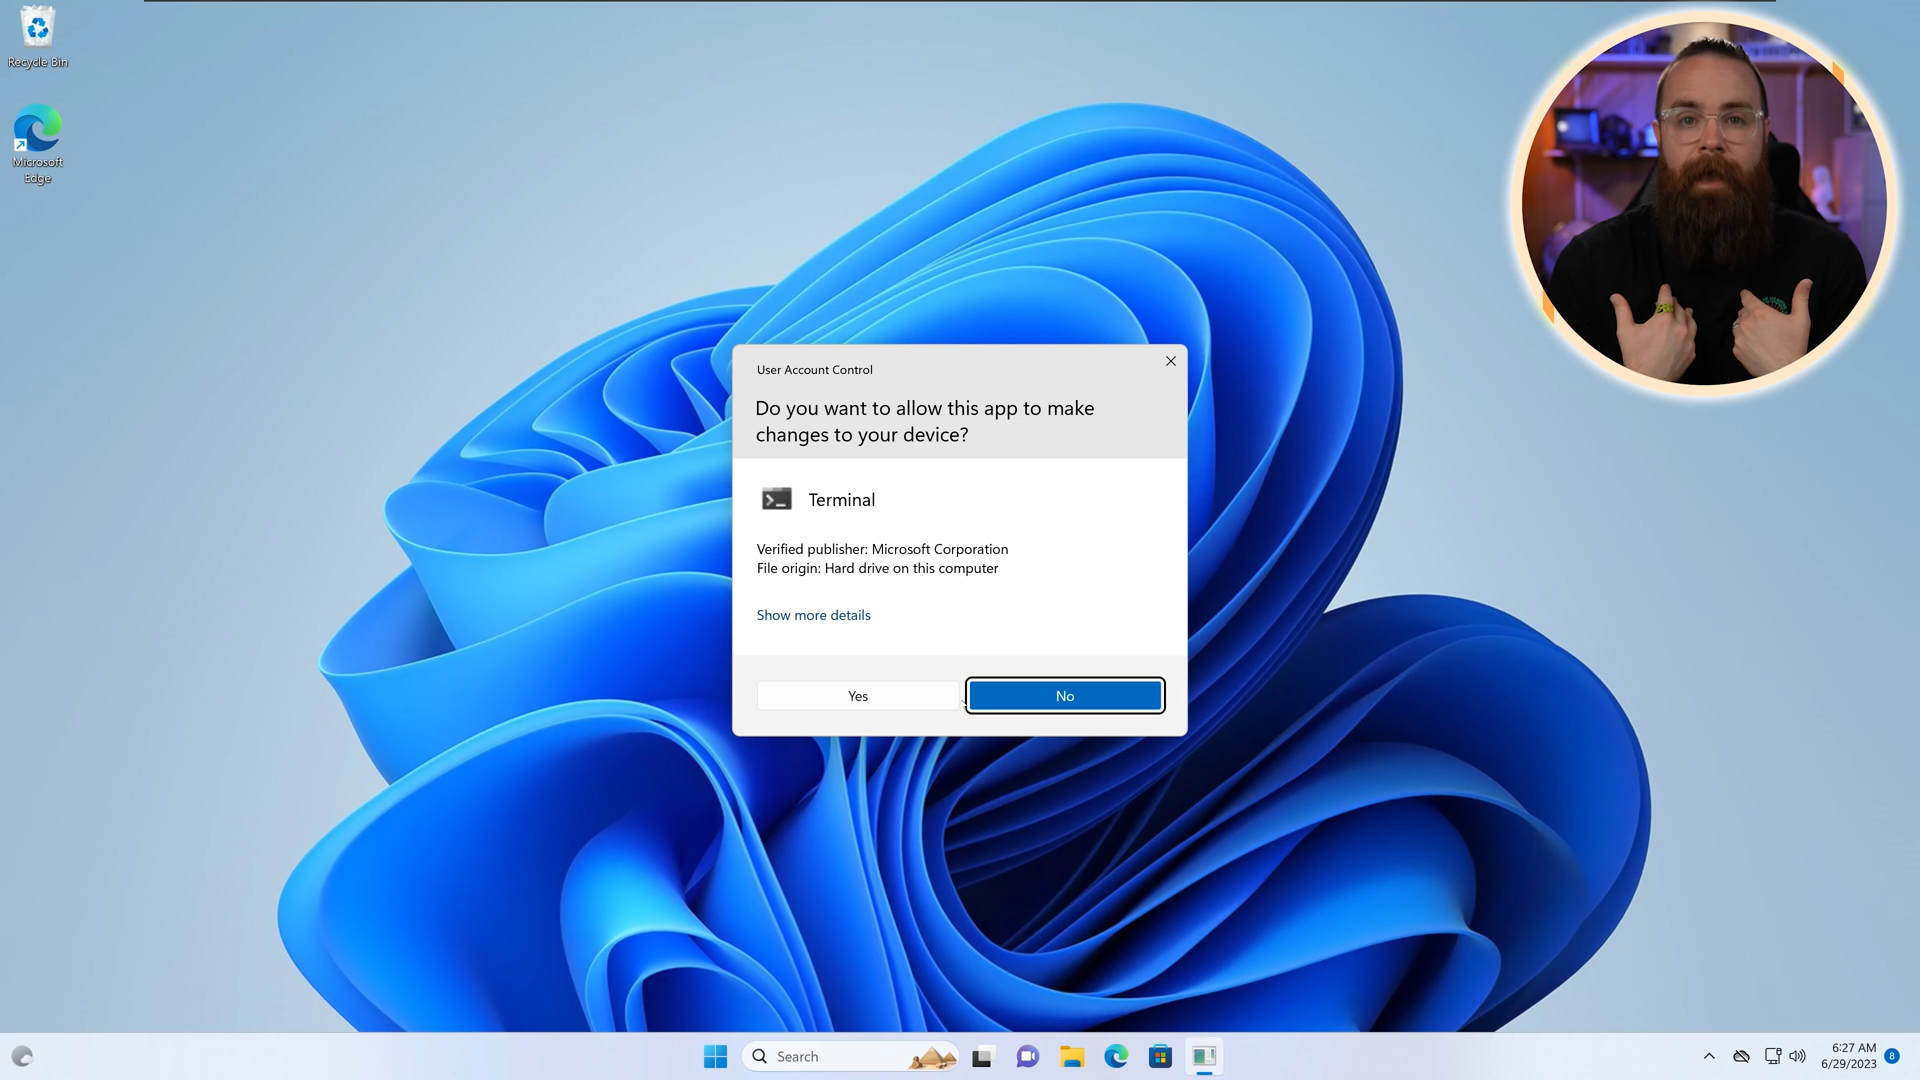 Recycle Bin
Microsoft
Edge
User Account Control
Do you want to allow this app to make
changes to your device?
Terminal
Verified publisher: Microsoft Corporation
File origin: Hard drive on this computer
Show more details
Yes
No
Search
6:27 AM
6/29/2023
8